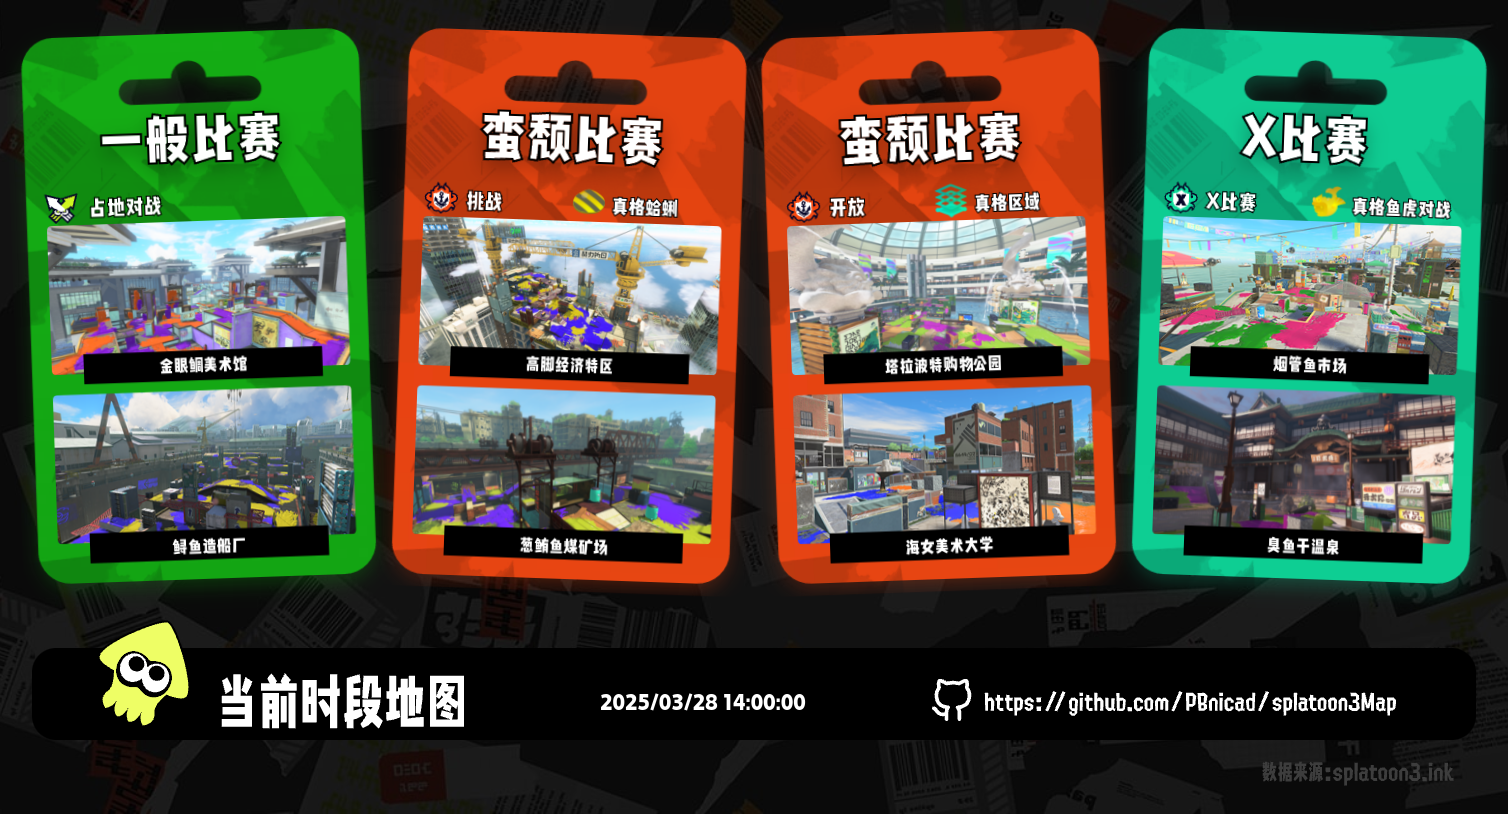 一般比赛
占地对战
金眼鲷美术馆
鲟鱼造船厂
蛮颓比赛
挑战
真格蛤蜊
高脚经济特区
葱鲔鱼煤矿场
蛮颓比赛
开放
真格区域
塔拉波特购物公园
海女美术大学
X比赛
X比赛
真格鱼虎对战
烟管鱼市场
臭鱼干温泉
当前时段地图
2025/03/28 14:00:00
https://github.com/PBnicad/splatoon3Map
数据来源:splatoon3.ink